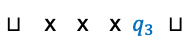 ⊔ x x x q₃ ⊔